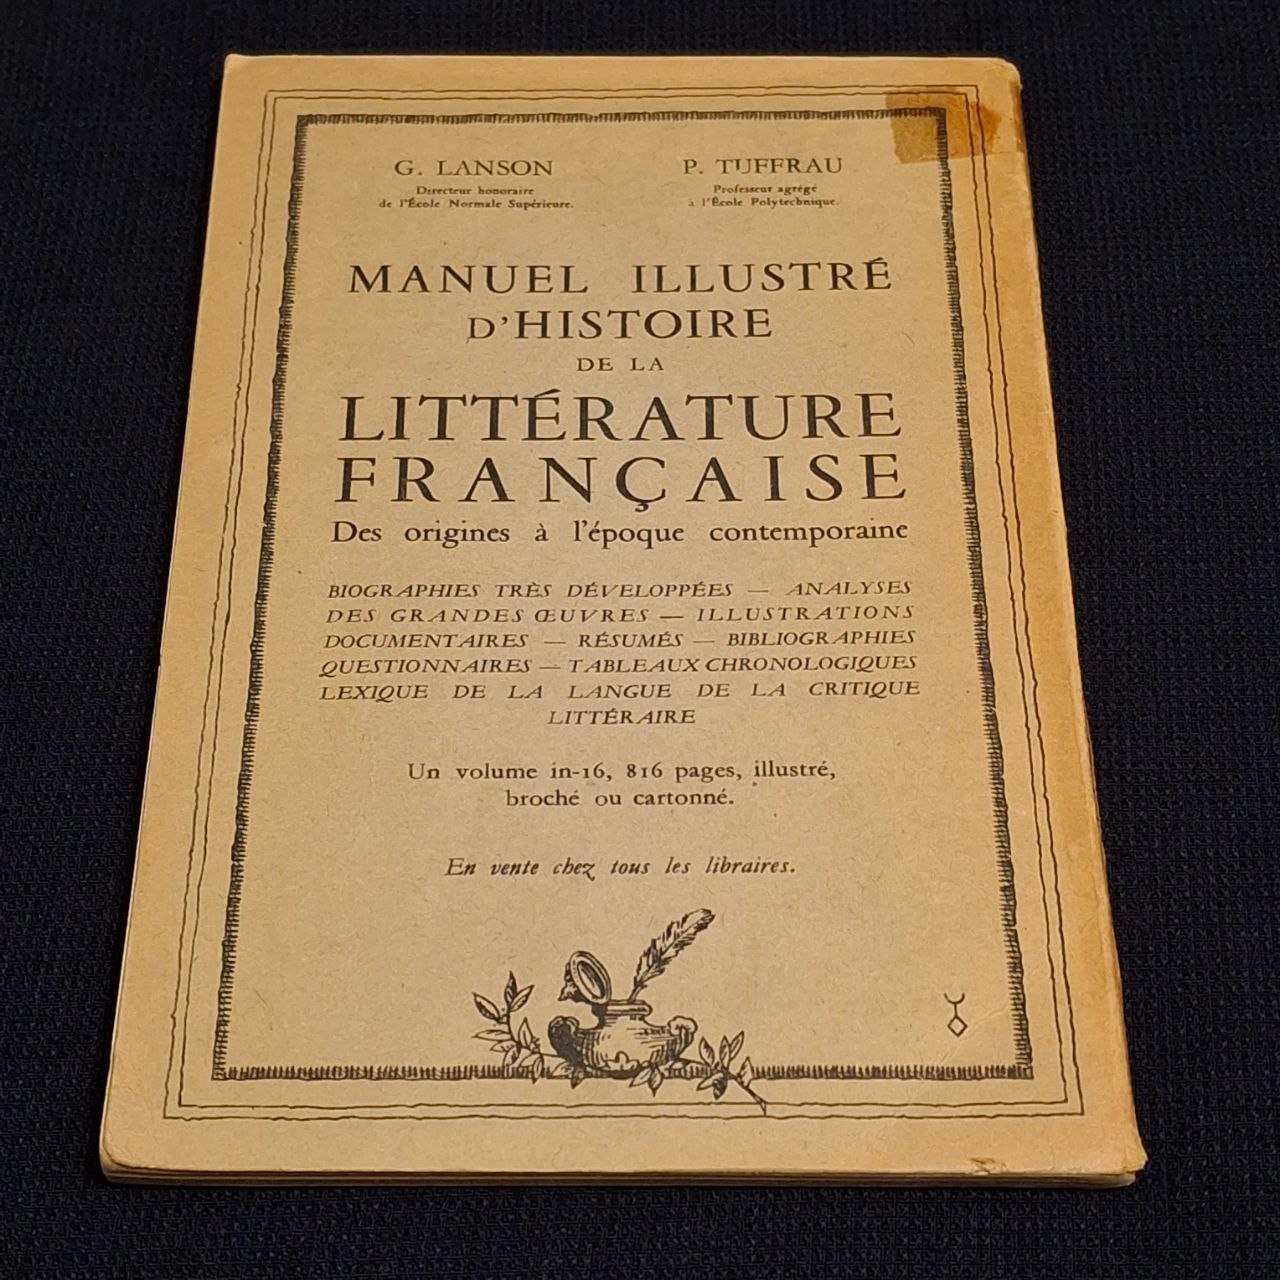 G. LANSON
Directeur honoraire
de l'École Normale Supérieure.
P. TUFFRAU
Professeur agrégé
à l'École Polytechnique.
MANUEL ILLUSTRÉ
D'HISTOIRE
DE LA
LITTÉRATURE
FRANÇAISE
Des origines à l'époque contemporaine
BIOGRAPHIES TRÈS DÉVELOPPÉES — ANALYSES
DES GRANDES ŒUVRES — ILLUSTRATIONS
DOCUMENTAIRES — RÉSUMÉS — BIBLIOGRAPHIES
QUESTIONNAIRES — TABLEAUX CHRONOLOGIQUES
LEXIQUE DE LA LANGUE DE LA CRITIQUE
LITTÉRAIRE
Un volume in-16, 816 pages, illustré,
broché ou cartonné.
En vente chez tous les libraires.